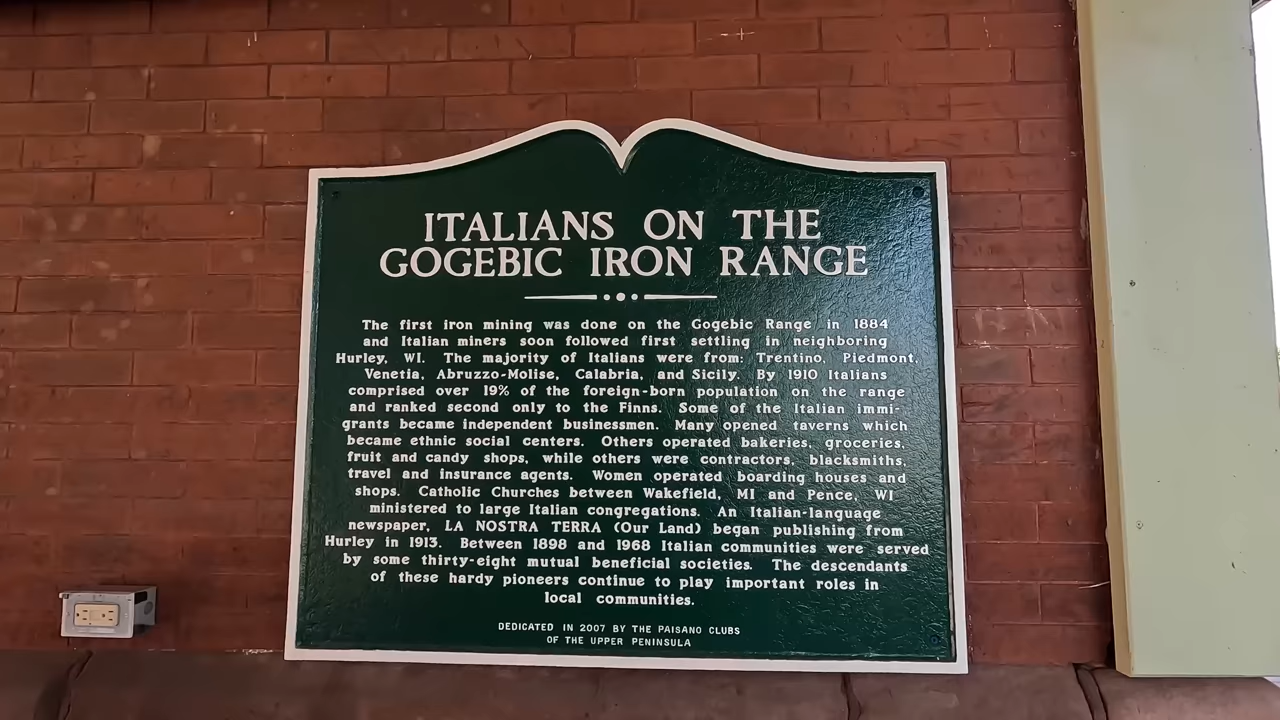 ITALIANS ON THE
GOGEBIC IRON RANGE
The first iron mining was done on the Gogebic Range in 1884
and Italian miners soon followed first settling in neighboring
Hurley, WI. The majority of Italians were from: Trentino, Piedmont,
Venetia, Abruzzo-Molise, Calabria, and Sicily. By 1910 Italians
comprised over 19% of the foreign-born population on the range
and ranked second only to the Finns. Some of the Italian immi-
grants became independent businessmen. Many opened taverns which
became ethnic social centers. Others operated bakeries, groceries,
fruit and candy shops, while others were contractors, blacksmiths,
travel and insurance agents. Women operated boarding houses and
shops. Catholic Churches between Wakefield, MI and Pence, WI
ministered to large Italian congregations. An Italian-language
newspaper, LA NOSTRA TERRA (Our Land) began publishing from
Hurley in 1913. Between 1898 and 1968 Italian communities were served
by some thirty-eight mutual beneficial societies. The descendants
of these hardy pioneers continue to play important roles in
local communities.
DEDICATED IN 2007 BY THE PAISANO CLUBS
OF THE UPPER PENINSULA